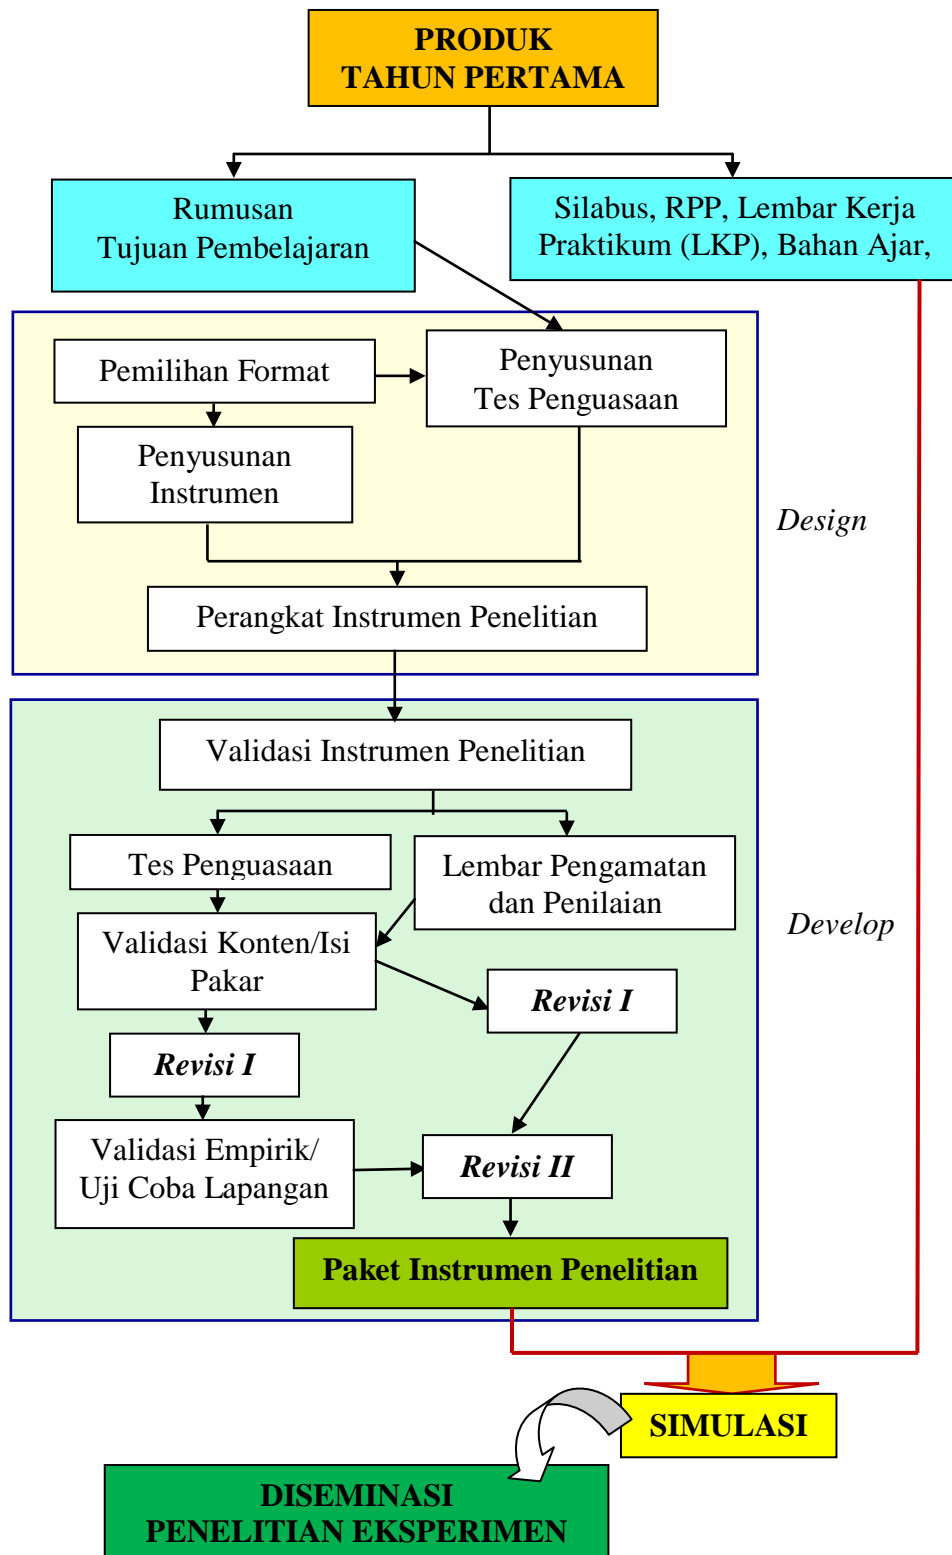 PRODUK
TAHUN PERTAMA
Rumusan
Tujuan Pembelajaran
Silabus, RPP, Lembar Kerja
Praktikum (LKP), Bahan Ajar,
Pemilihan Format
Penyusunan
Tes Penguasaan
Penyusunan
Instrumen
Design
Perangkat Instrumen Penelitian
Validasi Instrumen Penelitian
Tes Penguasaan
Lembar Pengamatan
dan Penilaian
Validasi Konten/Isi
Pakar
Develop
Revisi I
Revisi I
Validasi Empirik/
Uji Coba Lapangan
Revisi II
Paket Instrumen Penelitian
SIMULASI
DISEMINASI
PENELITIAN EKSPERIMEN